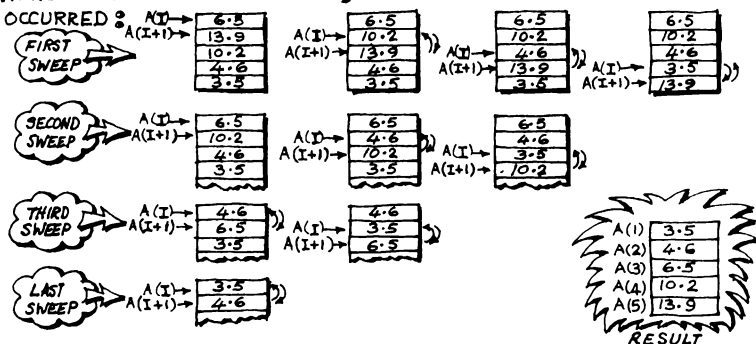 OCCURRED:
FIRST SWEEP
A(I)→ 6.5
A(I+1)→ 13.9
10.2
4.6
3.5
6.5
A(I)→ 10.2
A(I+1)→ 13.9
4.6
3.5
6.5
10.2
A(I)→ 4.6
A(I+1)→ 13.9
3.5
6.5
10.2
4.6
A(I)→ 3.5
A(I+1)→ 13.9
SECOND SWEEP
A(I)→ 6.5
A(I+1)→ 10.2
4.6
3.5
6.5
A(I)→ 4.6
A(I+1)→ 10.2
3.5
6.5
4.6
A(I)→ 3.5
A(I+1)→ 10.2
THIRD SWEEP
A(I)→ 4.6
A(I+1)→ 6.5
3.5
4.6
A(I)→ 3.5
A(I+1)→ 6.5
LAST SWEEP
A(I)→ 3.5
A(I+1)→ 4.6
A(1) 3.5
A(2) 4.6
A(3) 6.5
A(4) 10.2
A(5) 13.9
RESULT